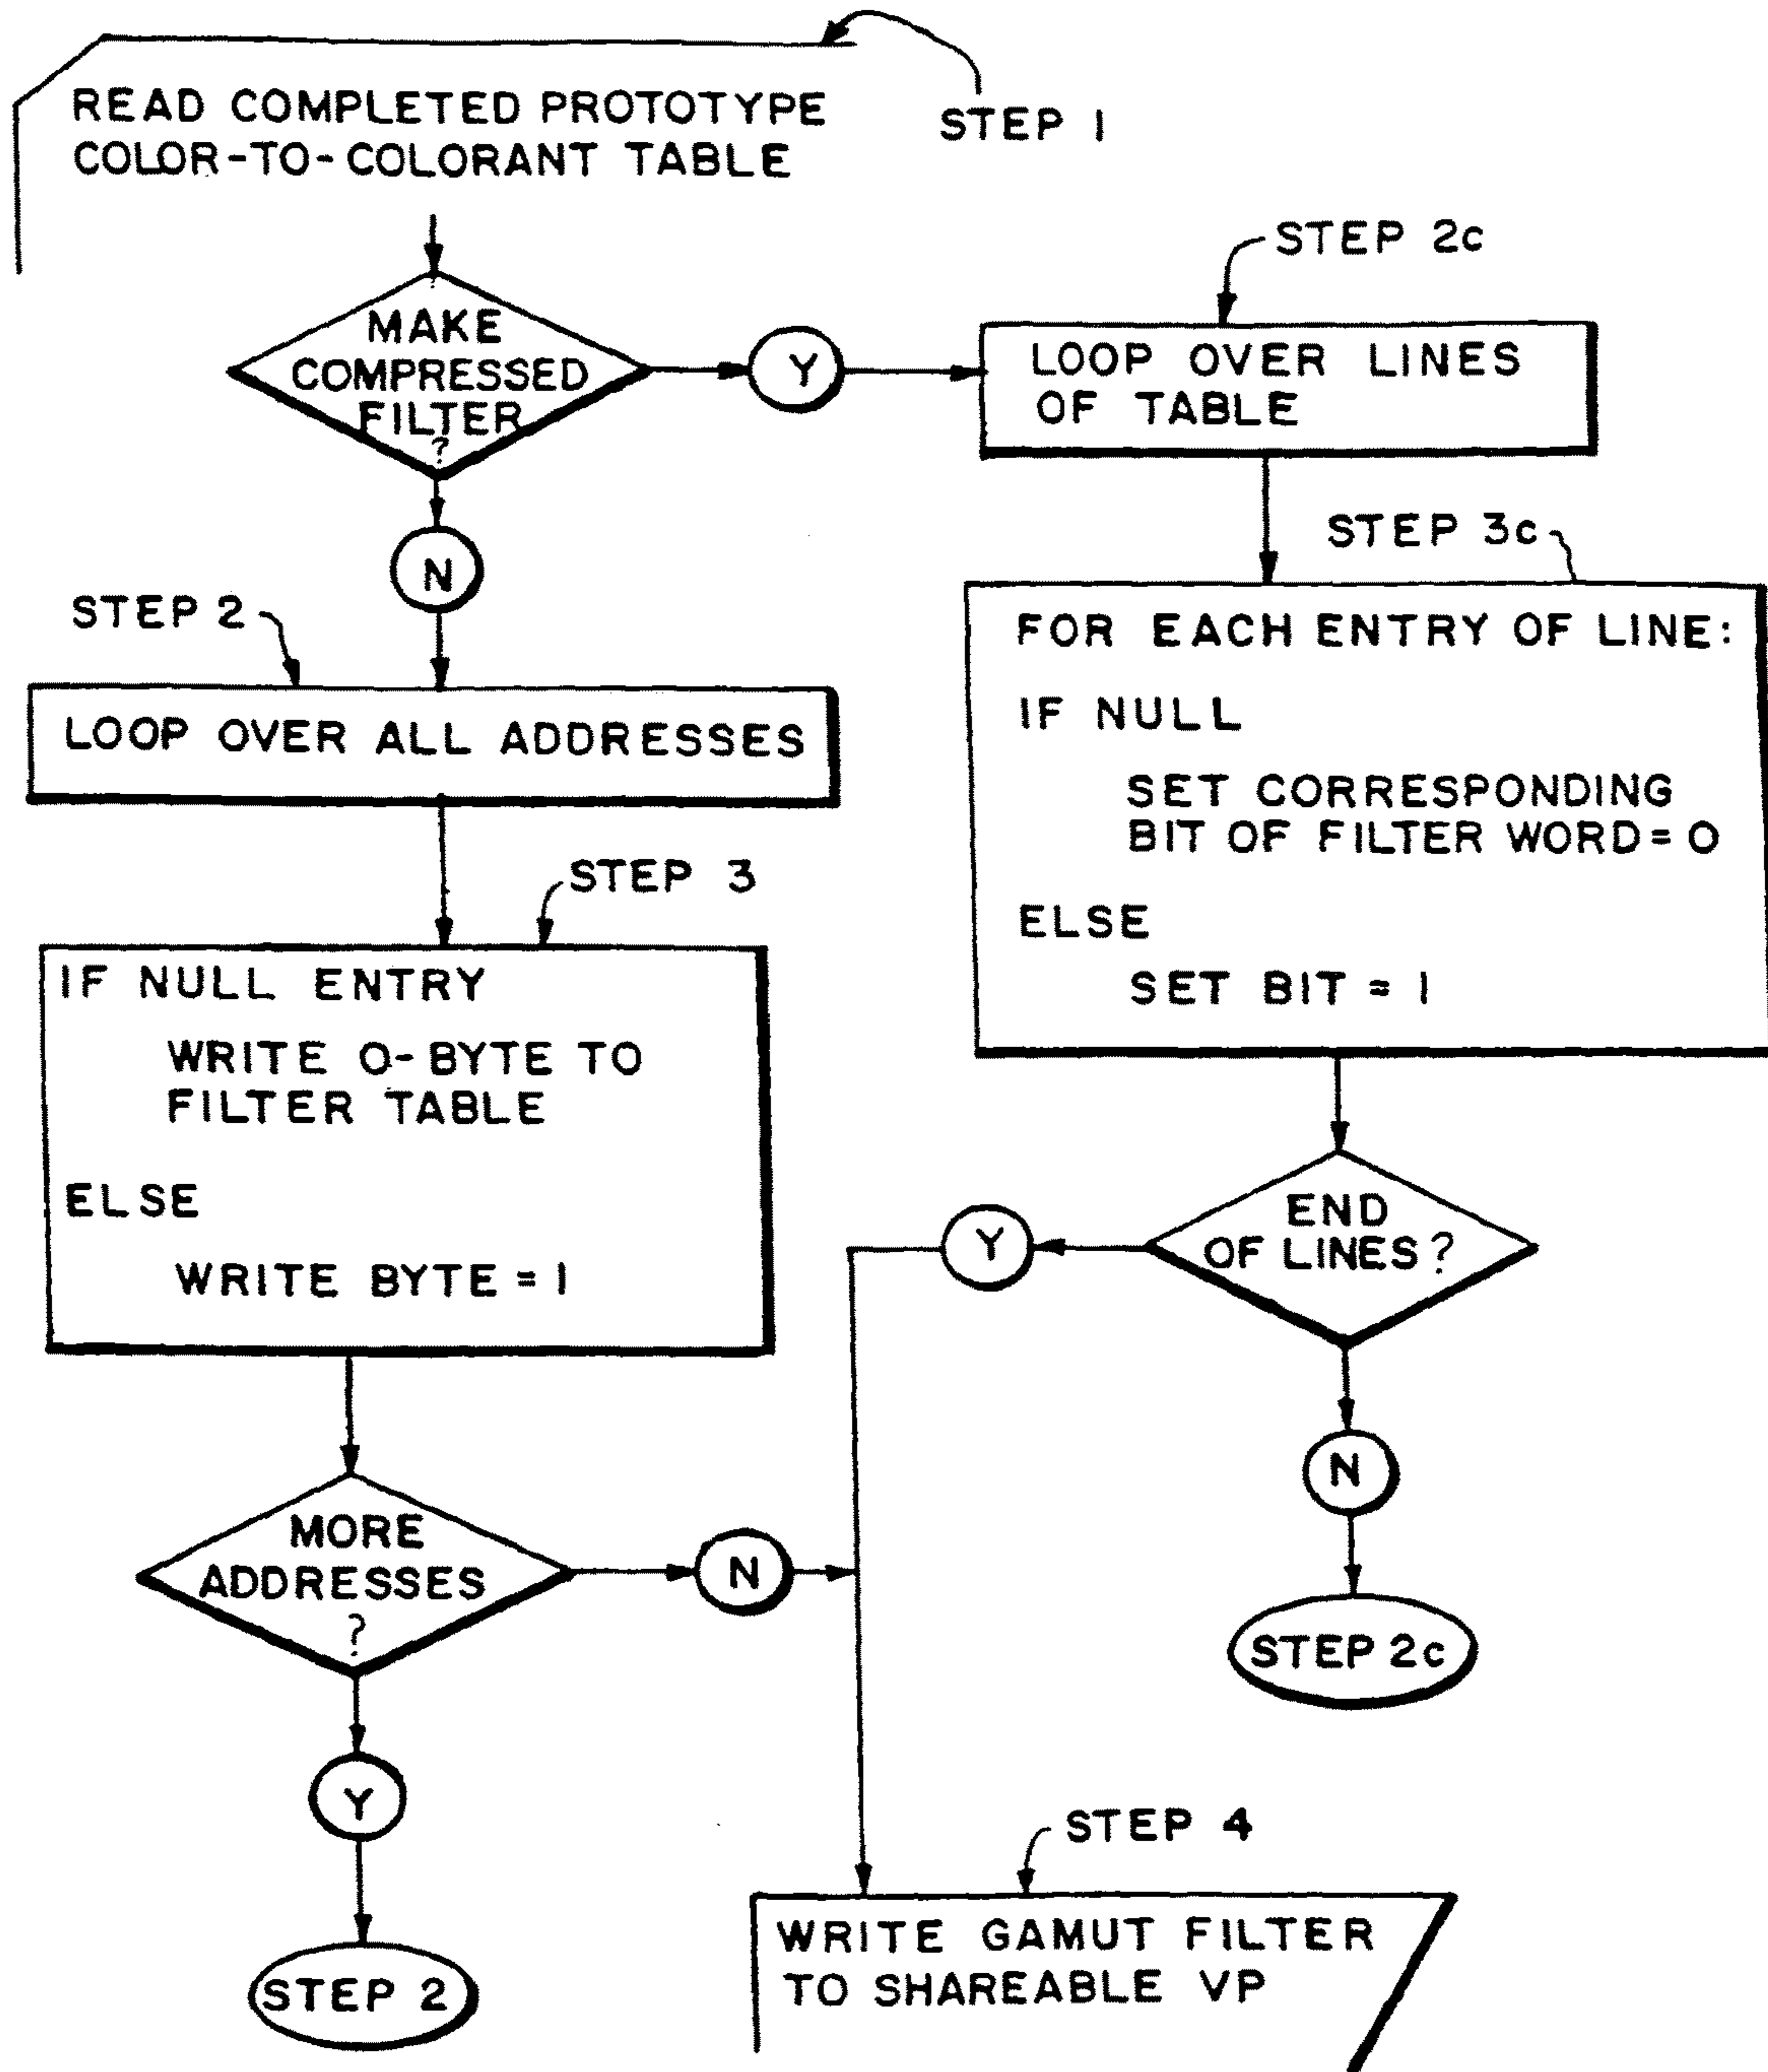 READ COMPLETED PROTOTYPE
COLOR-TO-COLORANT TABLE
STEP 1
?
MAKE
COMPRESSED
FILTER
?
Y
STEP 2c
LOOP OVER LINES
OF TABLE
N
STEP 3c
FOR EACH ENTRY OF LINE:
IF NULL
SET CORRESPONDING
BIT OF FILTER WORD=0
ELSE
SET BIT = 1
STEP 2
LOOP OVER ALL ADDRESSES
STEP 3
IF NULL ENTRY
WRITE 0-BYTE TO
FILTER TABLE
ELSE
WRITE BYTE = 1
END
OF LINES?
Y
N
STEP 2c
MORE
ADDRESSES
?
N
Y
STEP 2
STEP 4
WRITE GAMUT FILTER
TO SHAREABLE VP